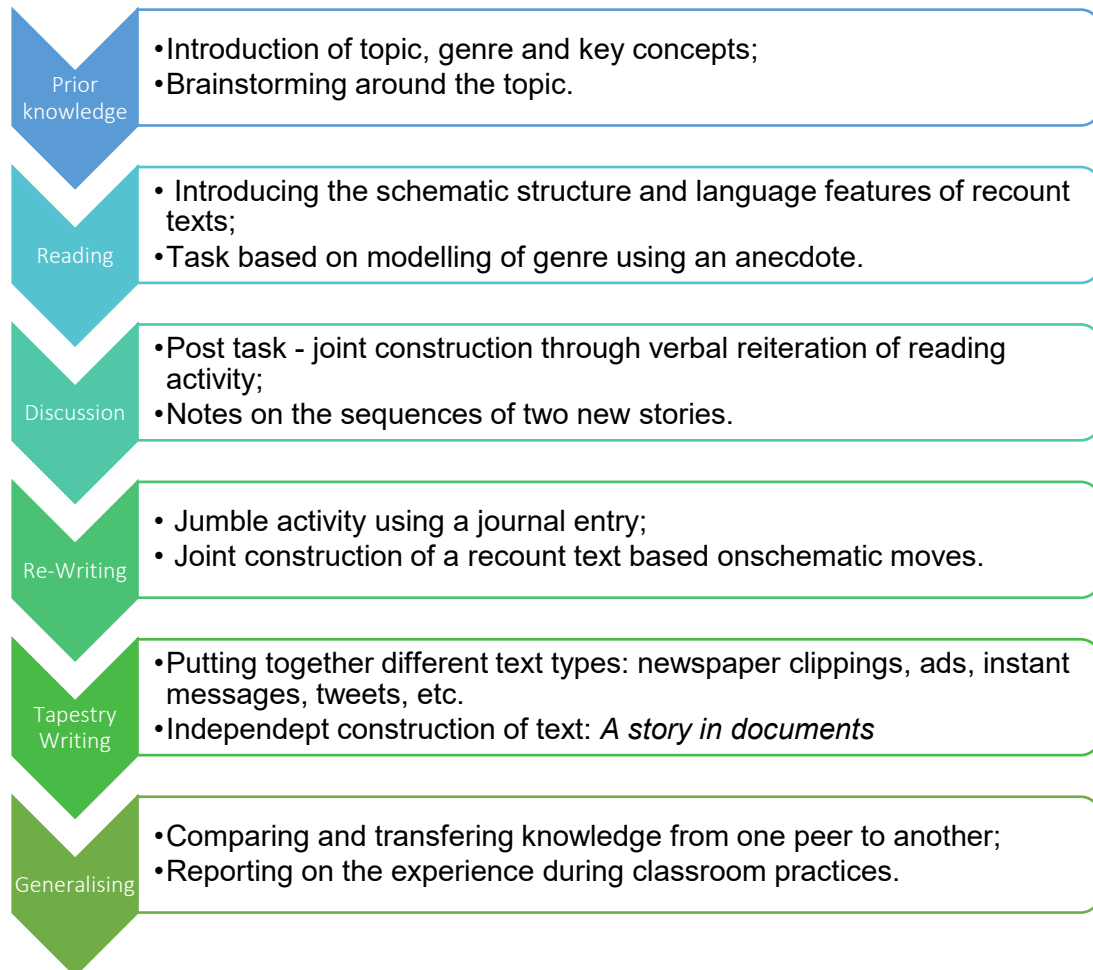 Prior
knowledge
•Introduction of topic, genre and key concepts;
•Brainstorming around the topic.
Reading
• Introducing the schematic structure and language features of recount
texts;
•Task based on modelling of genre using an anecdote.
Discussion
•Post task - joint construction through verbal reiteration of reading
activity;
•Notes on the sequences of two new stories.
Re-Writing
• Jumble activity using a journal entry;
• Joint construction of a recount text based onschematic moves.
Tapestry
Writing
•Putting together different text types: newspaper clippings, ads, instant
messages, tweets, etc.
•Independept construction of text: A story in documents
Generalising
•Comparing and transfering knowledge from one peer to another;
•Reporting on the experience during classroom practices.